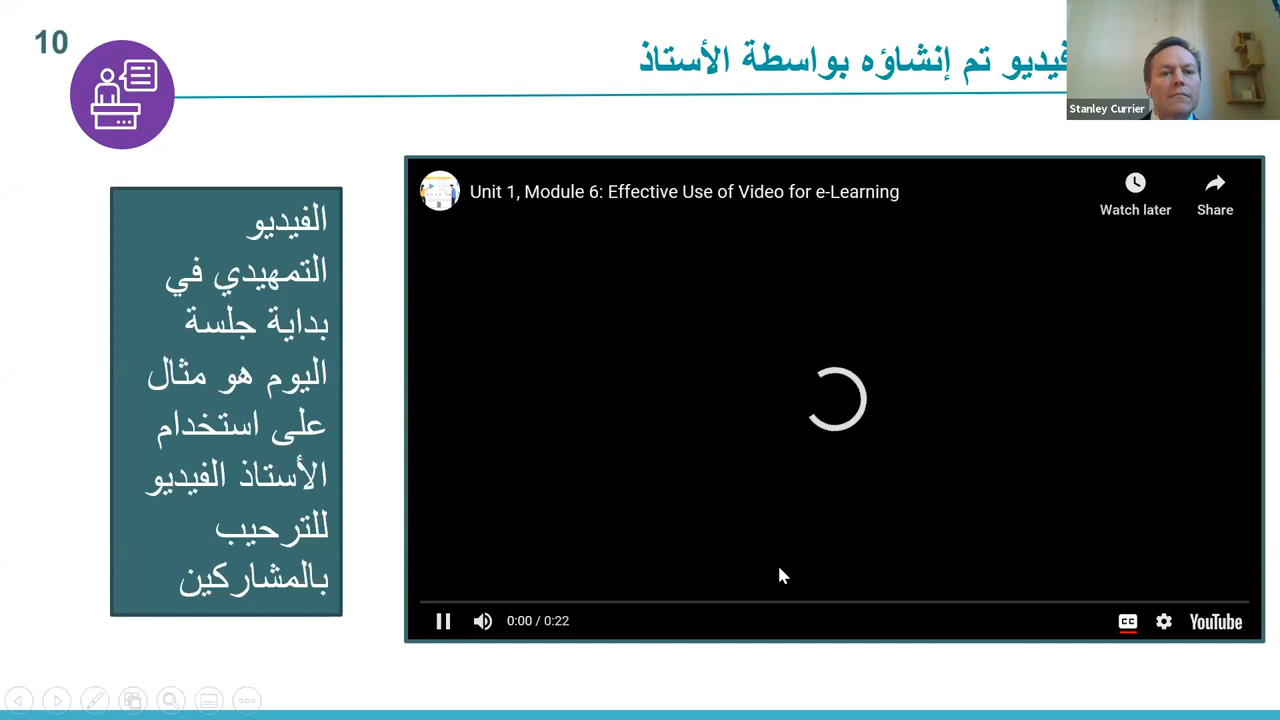 10
فيديو تم إنشاؤه بواسطة الأستاذ
Stanley Currier
الفيديو
التمهيدي في
بداية جلسة
اليوم هو مثال
على استخدام
الأستاذ الفيديو
للترحيب
بالمشاركين
Unit 1, Module 6: Effective Use of Video for e-Learning
Watch later
Share
0:00 / 0:22
CC
YouTube